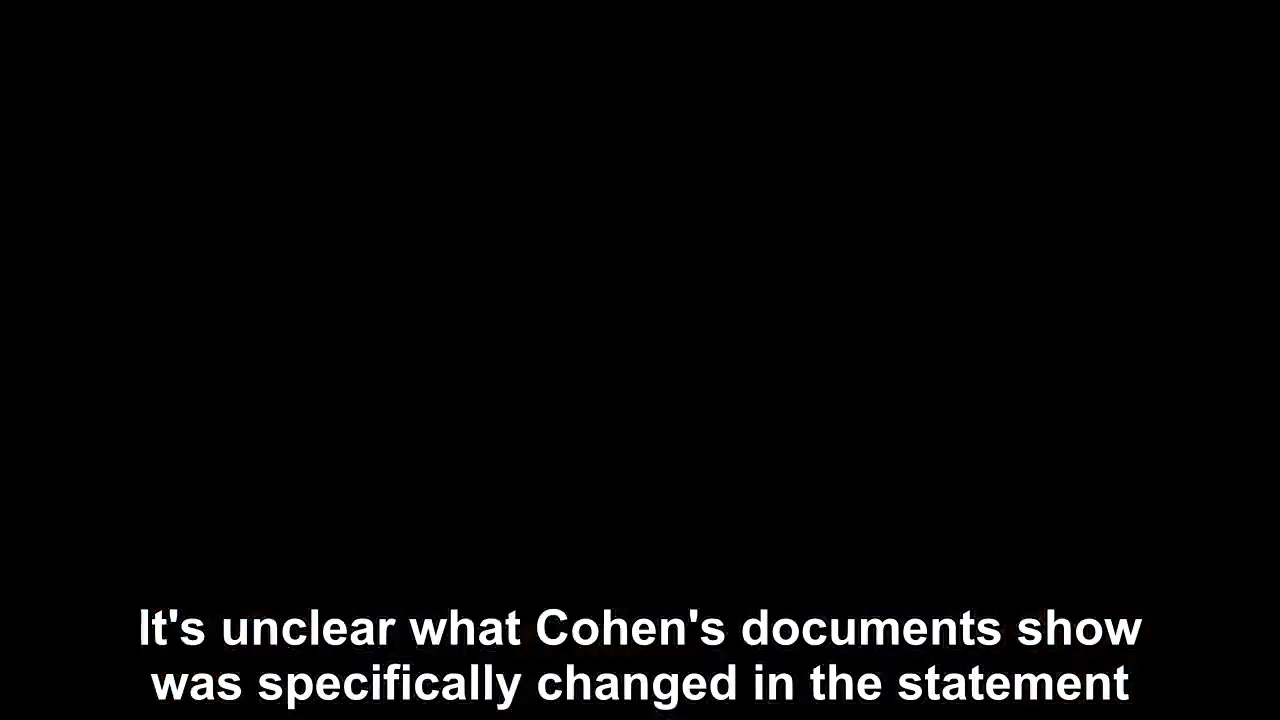 It's unclear what Cohen's documents show
was specifically changed in the statement